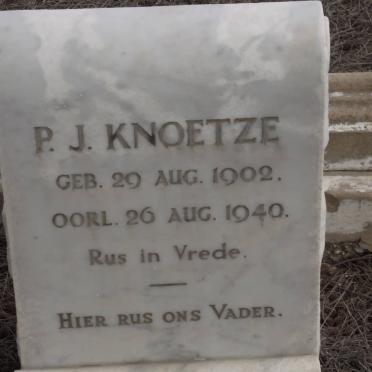 P. J. KNOETZE
GEB. 29 AUG. 1902.
OORL. 26 AUG. 1940.
Rus in Vrede.
HIER RUS ONS VADER.